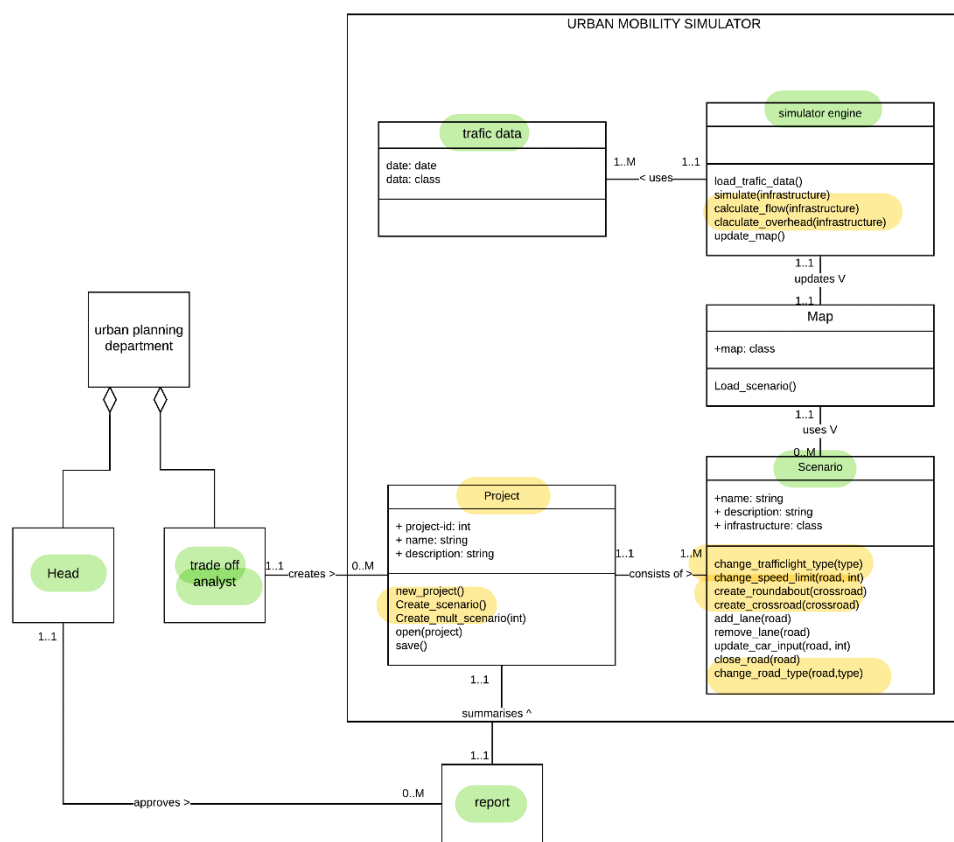 URBAN MOBILITY SIMULATOR
trafic data
date: date
data: class
1..M
1..1
< uses
simulator engine
load_trafic_data()
simulate(infrastructure)
calculate_flow(infrastructure)
claculate_overhead(infrastructure)
update_map()
1..1
updates V
1..1
Map
+map: class
Load_scenario()
1..1
uses V
0..M
Scenario
+name: string
+ description: string
+ infrastructure: class
change_trafficlight_type(type)
change_speed_limit(road, int)
create_roundabout(crossroad)
create_crossroad(crossroad)
add_lane(road)
remove_lane(road)
update_car_input(road, int)
close_road(road)
change_road_type(road,type)
urban planning
department
Head
trade off
analyst
1..1
creates >
0..M
Project
+ project-id: int
+ name: string
+ description: string
new_project()
Create_scenario()
Create_mult_scenario(int)
open(project)
save()
1..1
1..M
consists of >
1..1
1..1
summarises ^
1..1
approves >
0..M
report